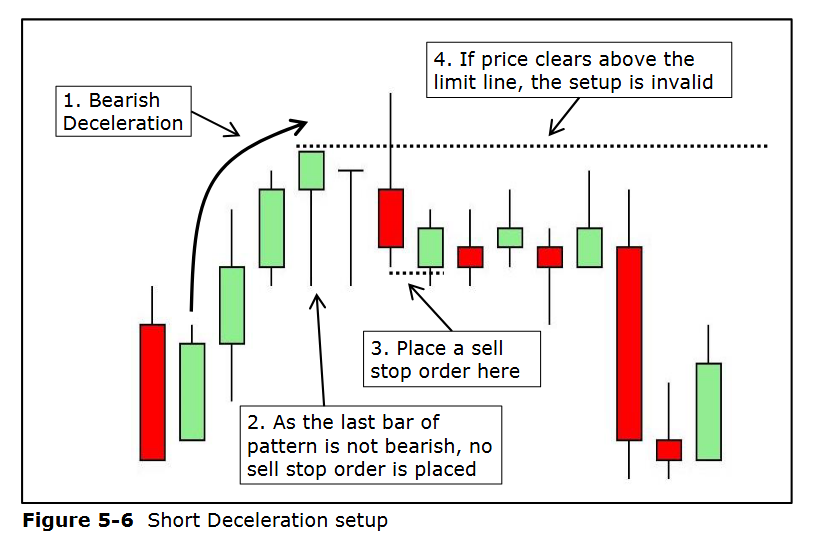 1. Bearish
Deceleration
4. If price clears above the
limit line, the setup is invalid
3. Place a sell
stop order here
2. As the last bar of
pattern is not bearish, no
sell stop order is placed
Figure 5-6 Short Deceleration setup